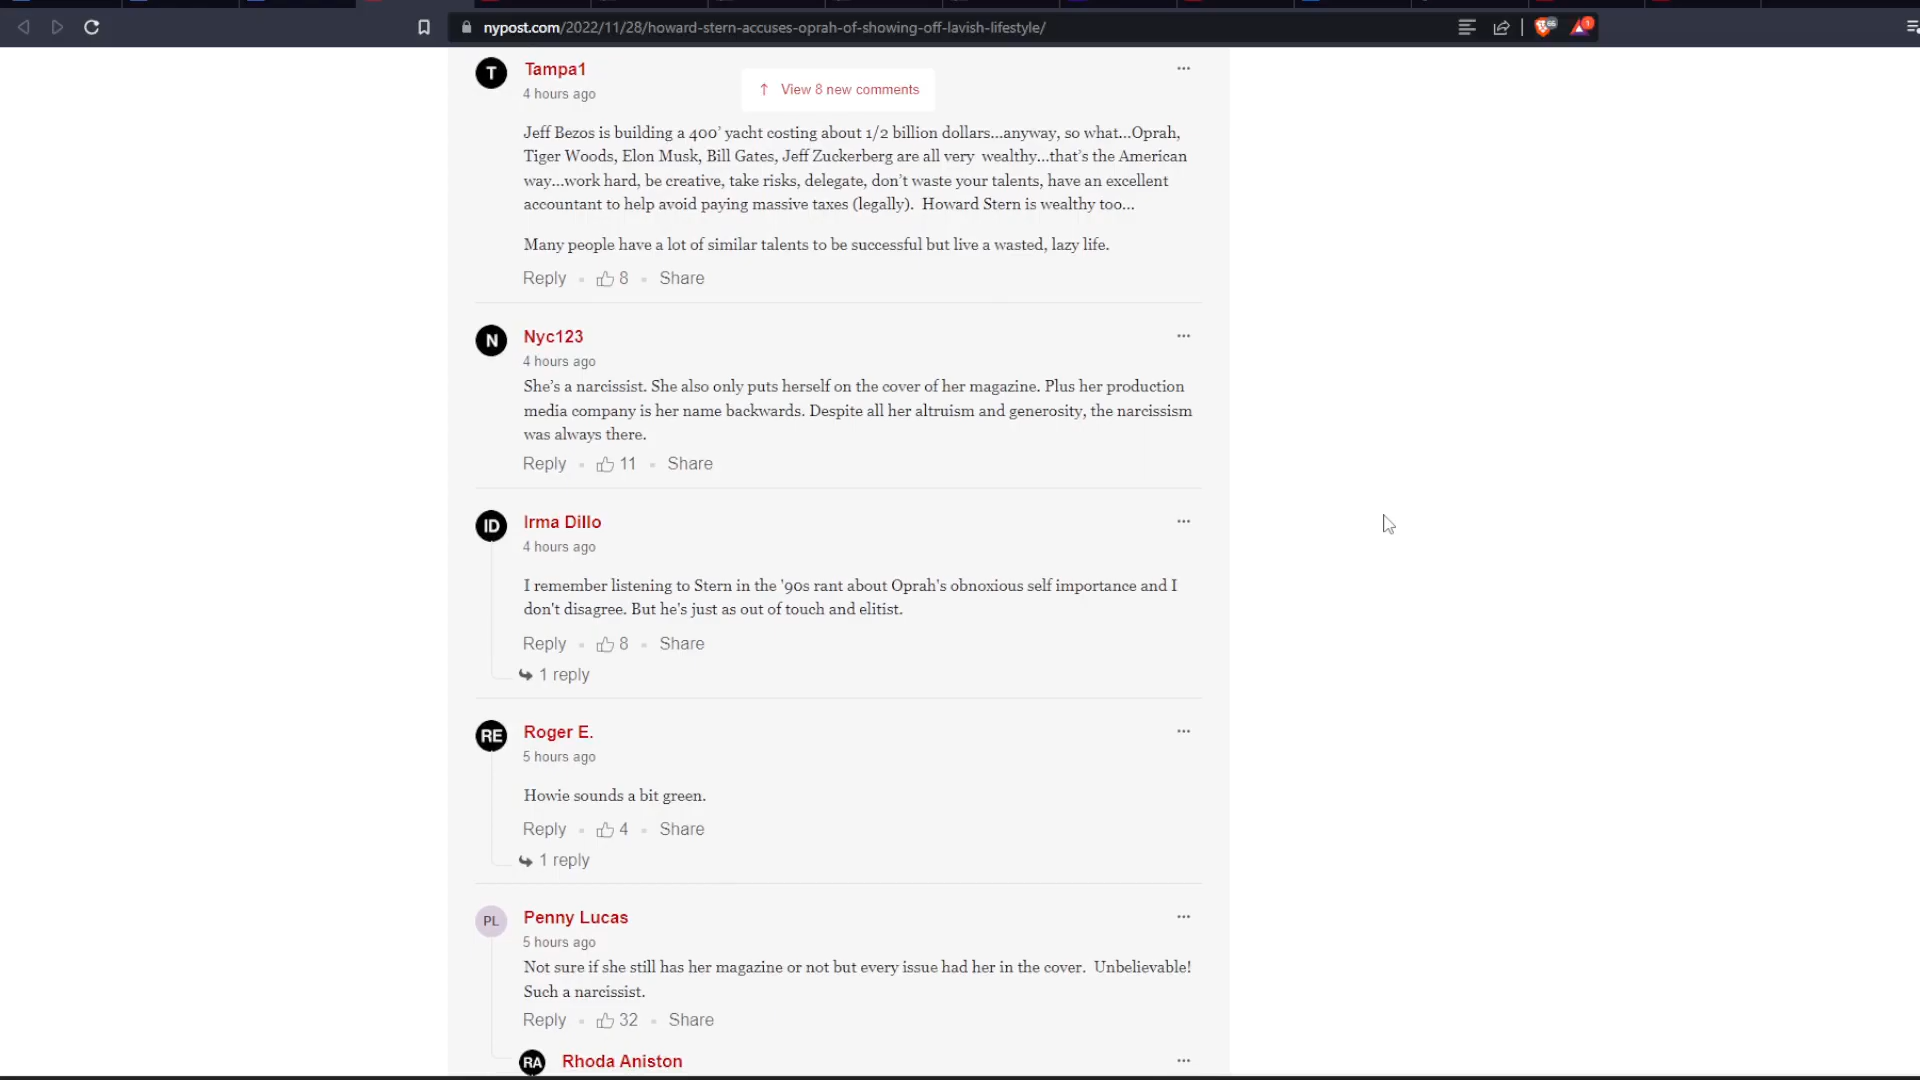 nypost.com/2022/11/28/howard-stern-accuses-oprah-of-showing-off-lavish-lifestyle/
66
1
T
Tampa1
4 hours ago
↑ View 8 new comments
Jeff Bezos is building a 400’ yacht costing about 1/2 billion dollars...anyway, so what...Oprah,
Tiger Woods, Elon Musk, Bill Gates, Jeff Zuckerberg are all very  wealthy...that’s the American
way...work hard, be creative, take risks, delegate, don’t waste your talents, have an excellent
accountant to help avoid paying massive taxes (legally).  Howard Stern is wealthy too...
Many people have a lot of similar talents to be successful but live a wasted, lazy life.
Reply 8 Share
N
Nyc123
4 hours ago
She’s a narcissist. She also only puts herself on the cover of her magazine. Plus her production
media company is her name backwards. Despite all her altruism and generosity, the narcissism
was always there.
Reply 11 Share
ID
Irma Dillo
4 hours ago
I remember listening to Stern in the '90s rant about Oprah's obnoxious self importance and I
don't disagree. But he's just as out of touch and elitist.
Reply 8 Share
1 reply
RE
Roger E.
5 hours ago
Howie sounds a bit green.
Reply 4 Share
1 reply
PL
Penny Lucas
5 hours ago
Not sure if she still has her magazine or not but every issue had her in the cover.  Unbelievable!
Such a narcissist.
Reply 32 Share
RA
Rhoda Aniston